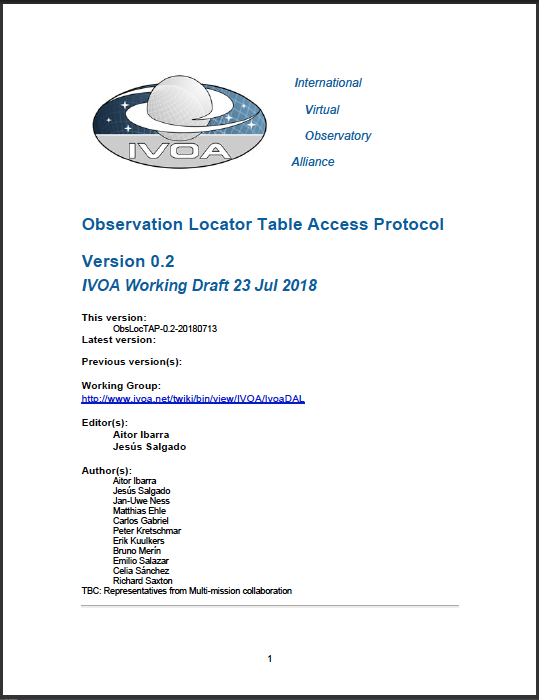 IVOA
International
Virtual
Observatory
Alliance
Observation Locator Table Access Protocol
Version 0.2
IVOA Working Draft 23 Jul 2018
This version:
ObsLocTAP-0.2-20180713
Latest version:
Previous version(s):
Working Group:
http://www.ivoa.net/twiki/bin/view/IVOA/IvoaDAL
Editor(s):
Aitor Ibarra
Jesús Salgado
Author(s):
Aitor Ibarra
Jesús Salgado
Jan-Uwe Ness
Matthias Ehle
Carlos Gabriel
Peter Kretschmar
Erik Kuulkers
Bruno Merín
Emilio Salazar
Celia Sánchez
Richard Saxton
TBC: Representatives from Multi-mission collaboration
1